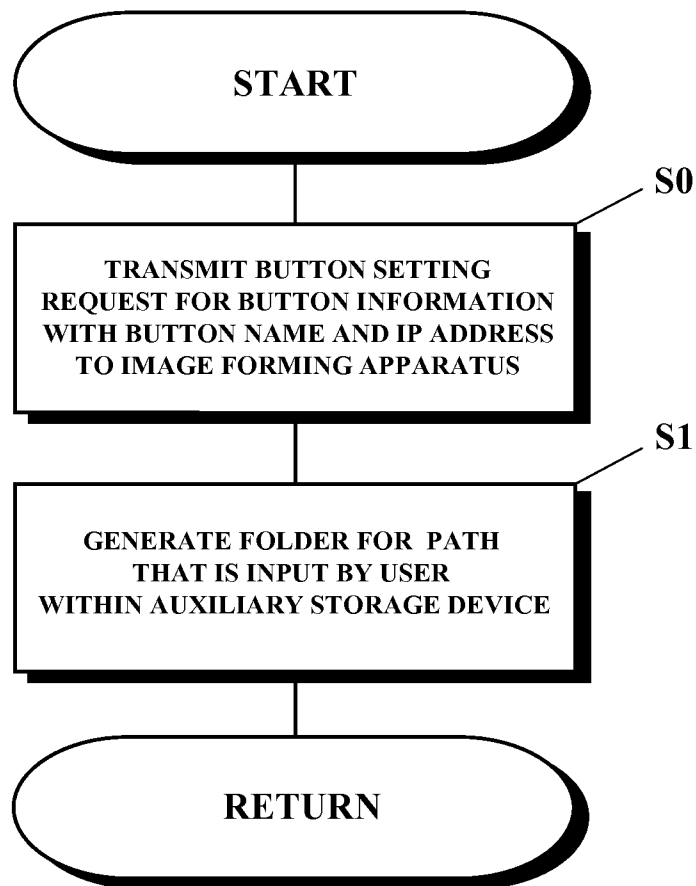 START
S0
TRANSMIT BUTTON SETTING
REQUEST FOR BUTTON INFORMATION
WITH BUTTON NAME AND IP ADDRESS
TO IMAGE FORMING APPARATUS
S1
GENERATE FOLDER FOR PATH
THAT IS INPUT BY USER
WITHIN AUXILIARY STORAGE DEVICE
RETURN